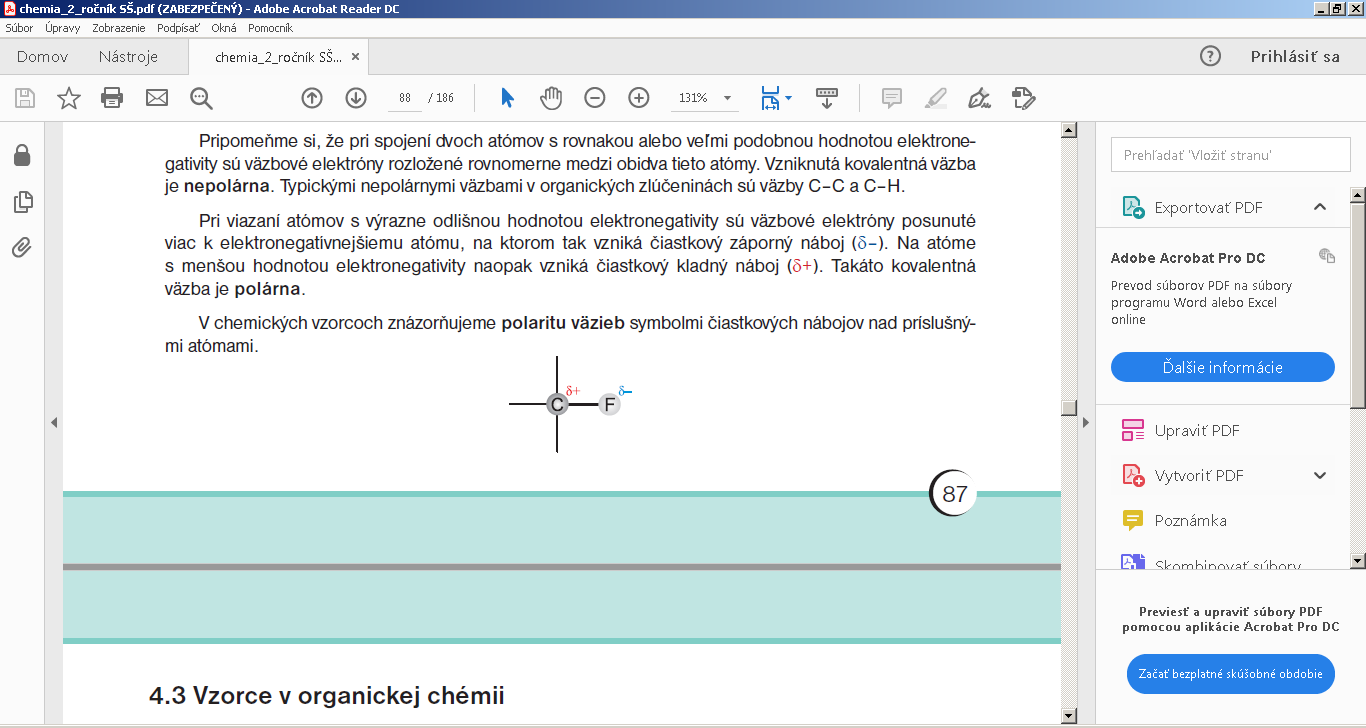 chemia_2_ročník SŠ.pdf (ZABEZPEČENÝ) - Adobe Acrobat Reader DC
Súbor Úpravy Zobrazenie Podpísať Okná Pomocník
Domov Nástroje chemia_2_ročník SŠ... × Prihlásiť sa
88 / 186 131%
Pripomeňme si, že pri spojení dvoch atómov s rovnakou alebo veľmi podobnou hodnotou elektrone-
gativity sú väzbové elektróny rozložené rovnomerne medzi obidva tieto atómy. Vzniknutá kovalentná väzba
je nepolárna. Typickými nepolárnymi väzbami v organických zlúčeninách sú väzby C–C a C–H.
Pri viazaní atómov s výrazne odlišnou hodnotou elektronegativity sú väzbové elektróny posunuté
viac k elektronegativnejšiemu atómu, na ktorom tak vzniká čiastkový záporný náboj (δ–). Na atóme
s menšou hodnotou elektronegativity naopak vzniká čiastkový kladný náboj (δ+). Takáto kovalentná
väzba je polárna.
V chemických vzorcoch znázorňujeme polaritu väzieb symbolmi čiastkových nábojov nad príslušný-
mi atómami.
δ+ δ–
C F
87
4.3 Vzorce v organickej chémii
Prehľadať 'Vložiť stranu'
Exportovať PDF
Adobe Acrobat Pro DC
Prevod súborov PDF na súbory
programu Word alebo Excel
online
Ďalšie informácie
Upraviť PDF
Vytvoriť PDF
Poznámka
Skombinovať súbory
Previesť a upraviť súbory PDF
pomocou aplikácie Acrobat Pro DC
Začať bezplatné skúšobné obdobie